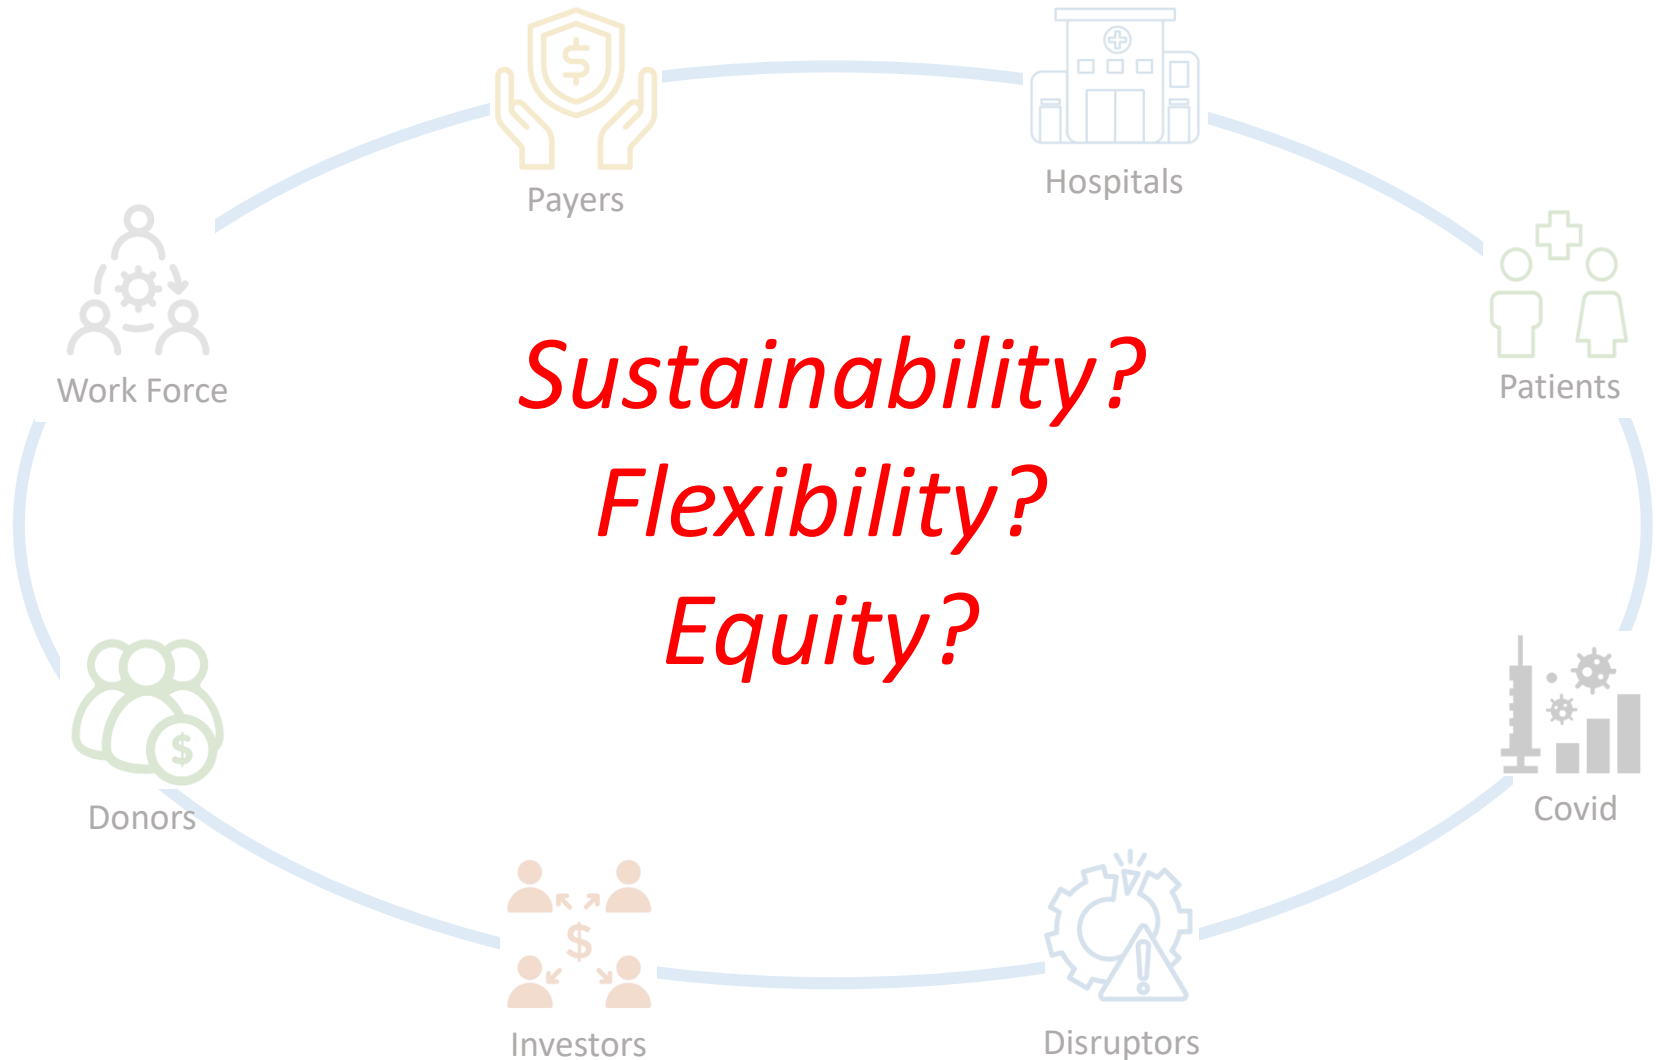 Payers
Hospitals
Work Force
Patients
Sustainability?
Flexibility?
Equity?
$
Donors
Covid
$
Investors
Disruptors